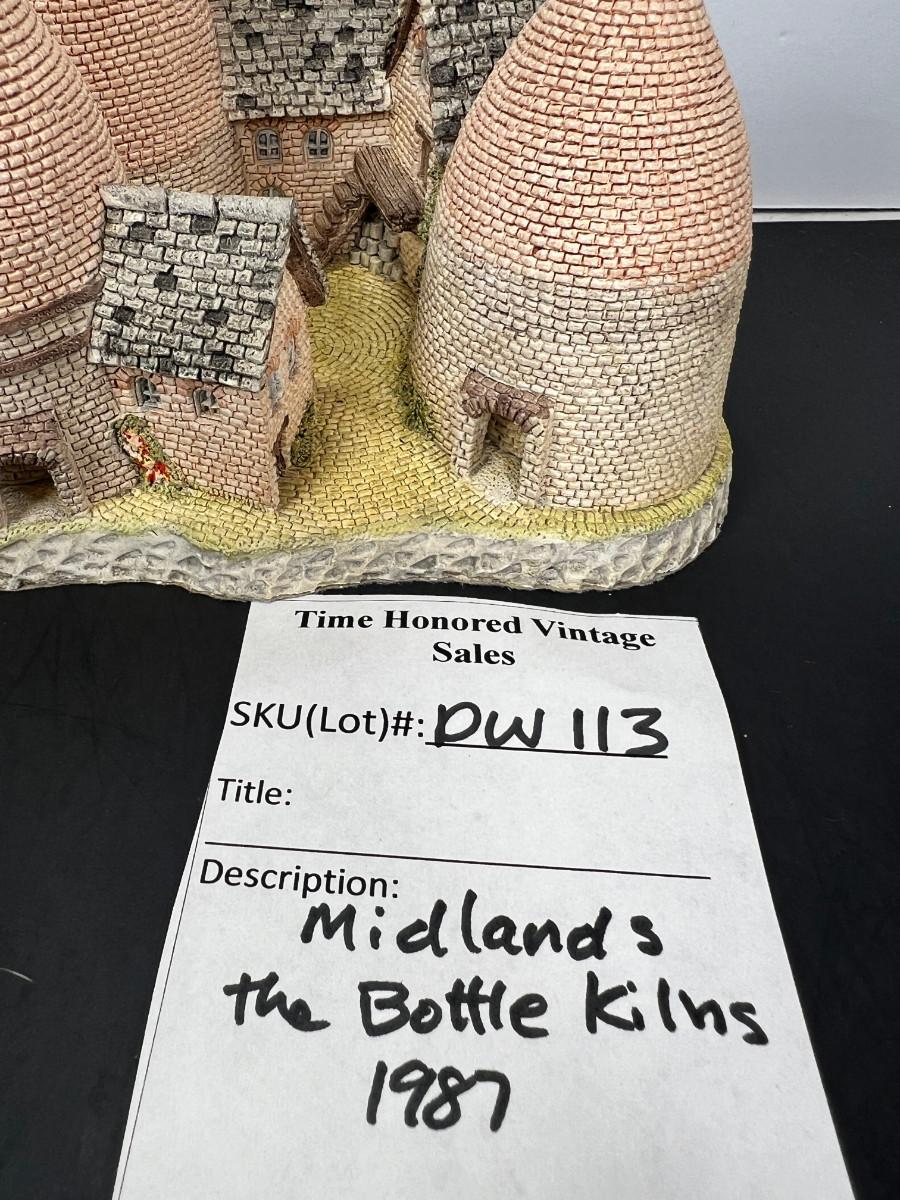 Time Honored Vintage
Sales
SKU(Lot)#: DW 113
Title:
Description:
Midlands
the Bottle Kilns
1987